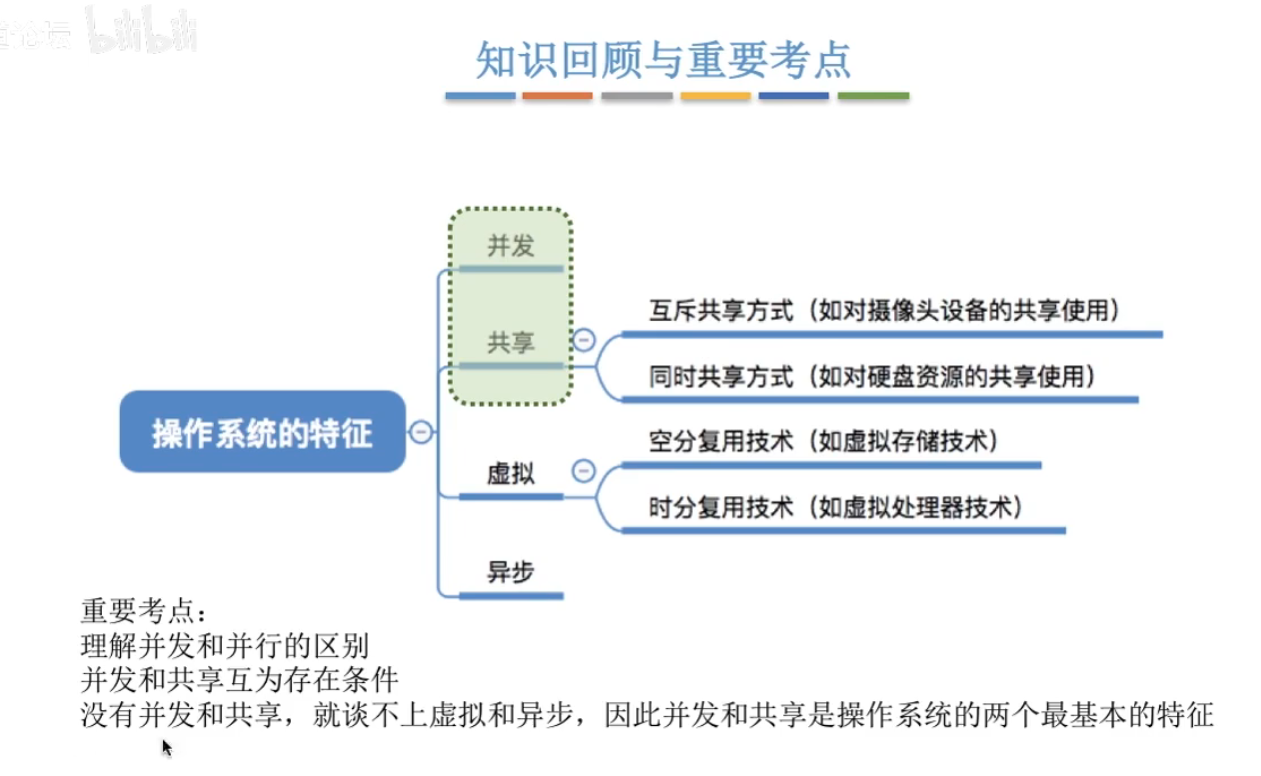 bilibili
知识回顾与重要考点
并发
共享
互斥共享方式（如对摄像头设备的共享使用）
同时共享方式（如对硬盘资源的共享使用）
操作系统的特征
虚拟
空分复用技术（如虚拟存储技术）
时分复用技术（如虚拟处理器技术）
异步
重要考点：
理解并发和并行的区别
并发和共享互为存在条件
没有并发和共享，就谈不上虚拟和异步，因此并发和共享是操作系统的两个最基本的特征